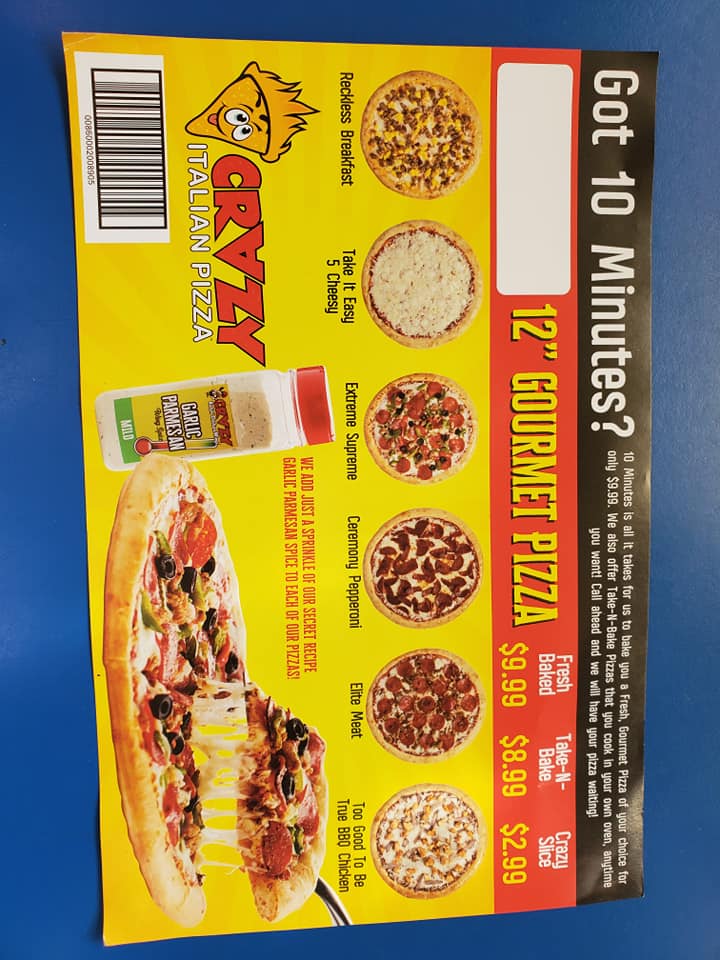 Got 10 Minutes?
10 Minutes is all it takes for us to bake you a Fresh, Gourmet Pizza of your choice for
only $9.99. We also offer Take-N-Bake Pizzas that you cook in your own oven, anytime
you want! Call ahead and we will have your pizza waiting!
12” GOURMET PIZZA
Fresh
Baked
$9.99
Take-N-
Bake
$8.99
Crazy
Slice
$2.99
Reckless Breakfast
Take It Easy
5 Cheesy
Extreme Supreme
Ceremony Pepperoni
Elite Meat
Too Good To Be
True BBQ Chicken
CRAZY
ITALIAN PIZZA
WE ADD JUST A SPRINKLE OF OUR SECRET RECIPE
GARLIC PARMESAN SPICE TO EACH OF OUR PIZZAS!
CRAZY
GARLIC
PARMESAN
Wing Spice
MILD
00860002008905